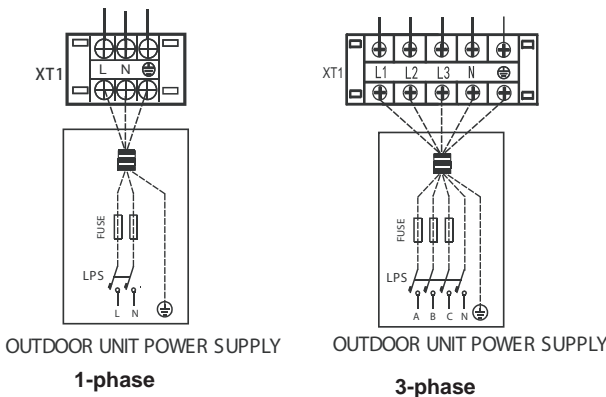 XT1
L N
FUSE
LPS
L N
OUTDOOR UNIT POWER SUPPLY
1-phase
XT1
L1 L2 L3 N
FUSE
LPS
A B C N
OUTDOOR UNIT POWER SUPPLY
3-phase